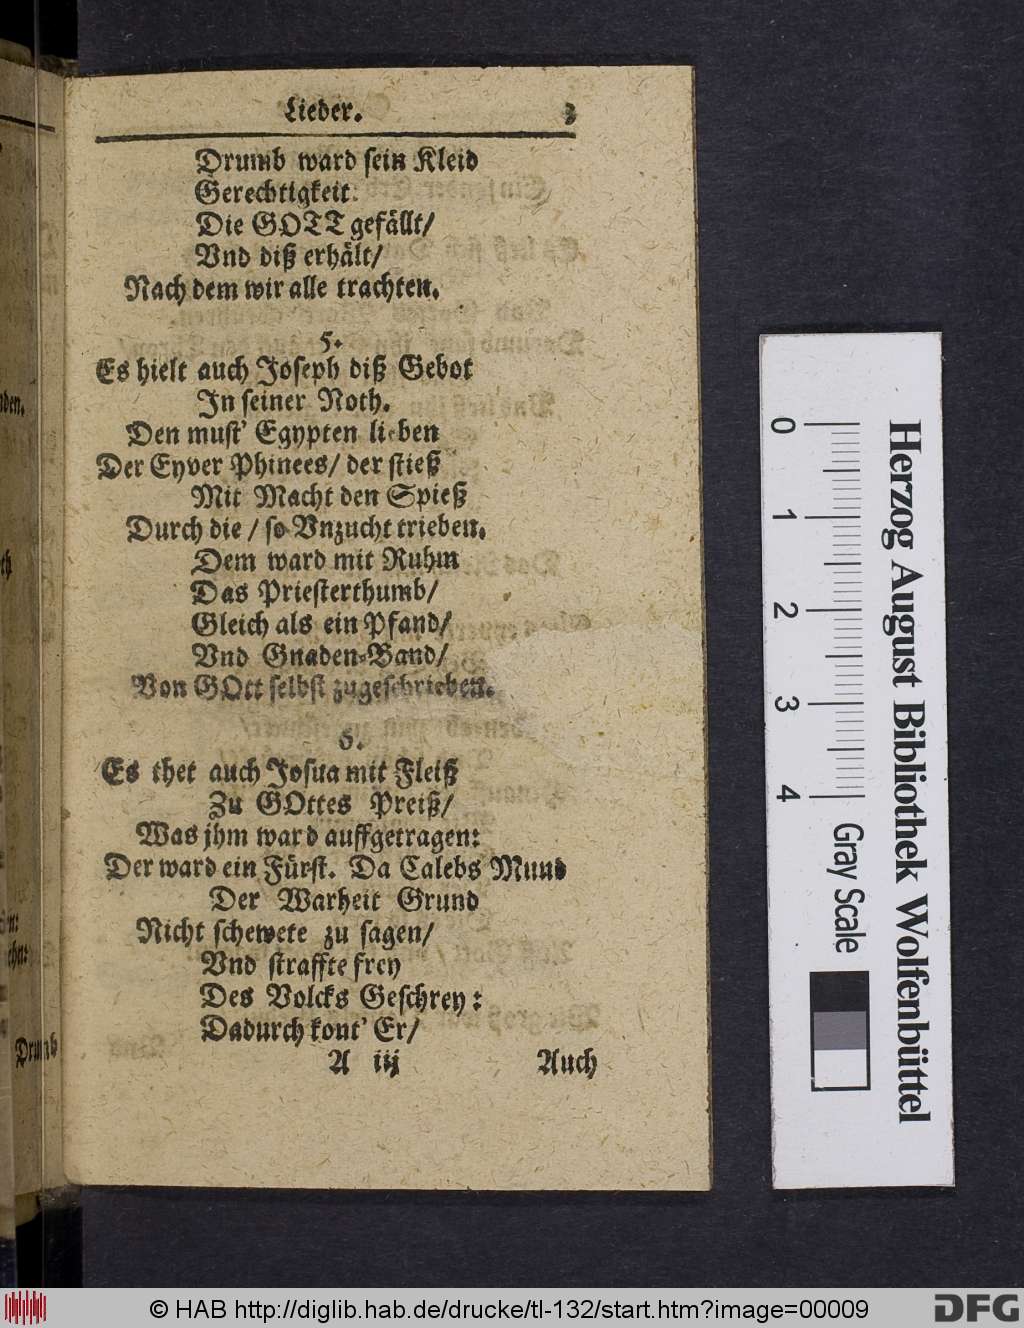 Lieder. 3
Drumb ward sein Kleid
Gerechtigkeit:
Die GOTT gefällt/
Vnd diß erhält/
Nach dem wir alle trachten.
5.
Es hielt auch Joseph diß Gebot
In seiner Noth.
Den must' Egypten lieben
Der Eyver Phinees/ der stieß
Mit Macht den Spieß
Durch die / so Vnzucht trieben.
Dem ward mit Ruhm
Das Priesterthumb/
Gleich als ein Pfand/
Vnd Gnaden-Band/
Von GOtt selbst zugeschrieben.
6.
Es thet auch Josua mit Fleiß
Zu GOttes Preiß/
Was jhm ward auffgetragen:
Der ward ein Fürst. Da Calebs Mund
Der Warheit Grund
Nicht schewete zu sagen/
Vnd straffte frey
Des Volcks Geschrey:
Dadurch kont' Er/
A iij Auch
Drumb
0 1 2 3 4
Gray Scale
Herzog August Bibliothek Wolfenbüttel
© HAB http://diglib.hab.de/drucke/tl-132/start.htm?image=00009
DFG